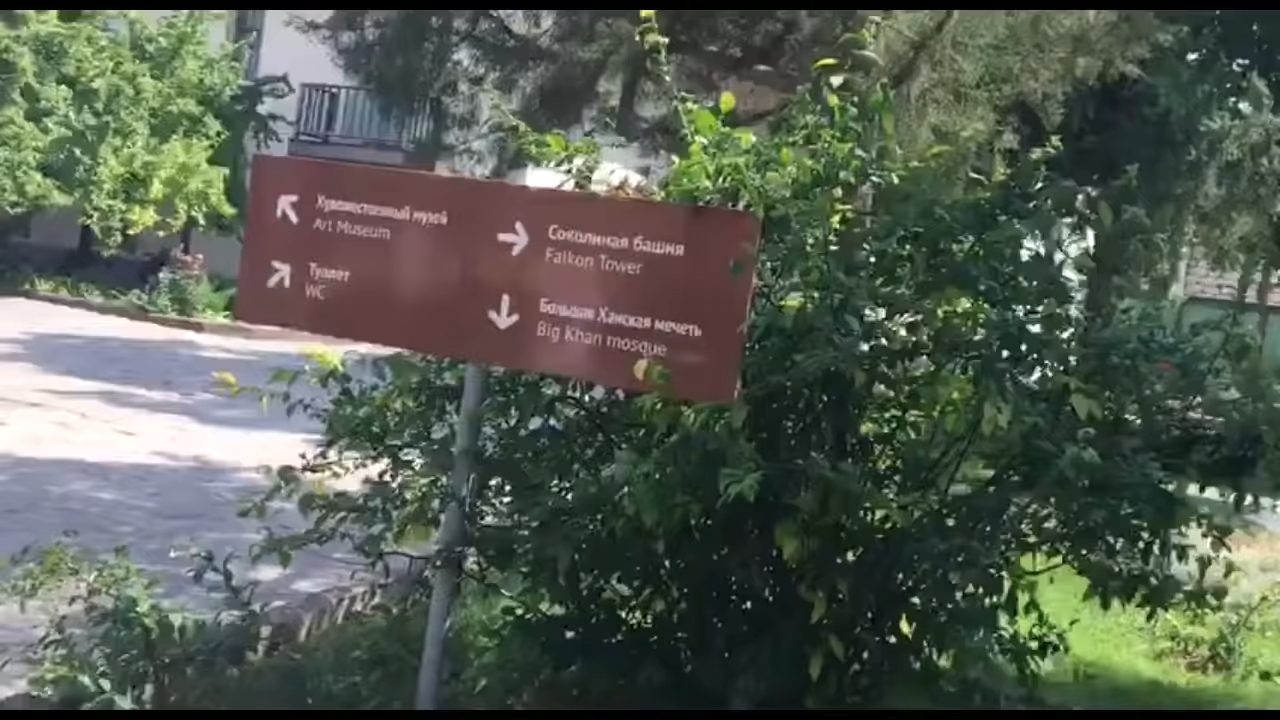 Художественный музей
Art Museum
Туалет
WC
Соколиная башня
Falkon Tower
Большая Ханская мечеть
Big Khan mosque